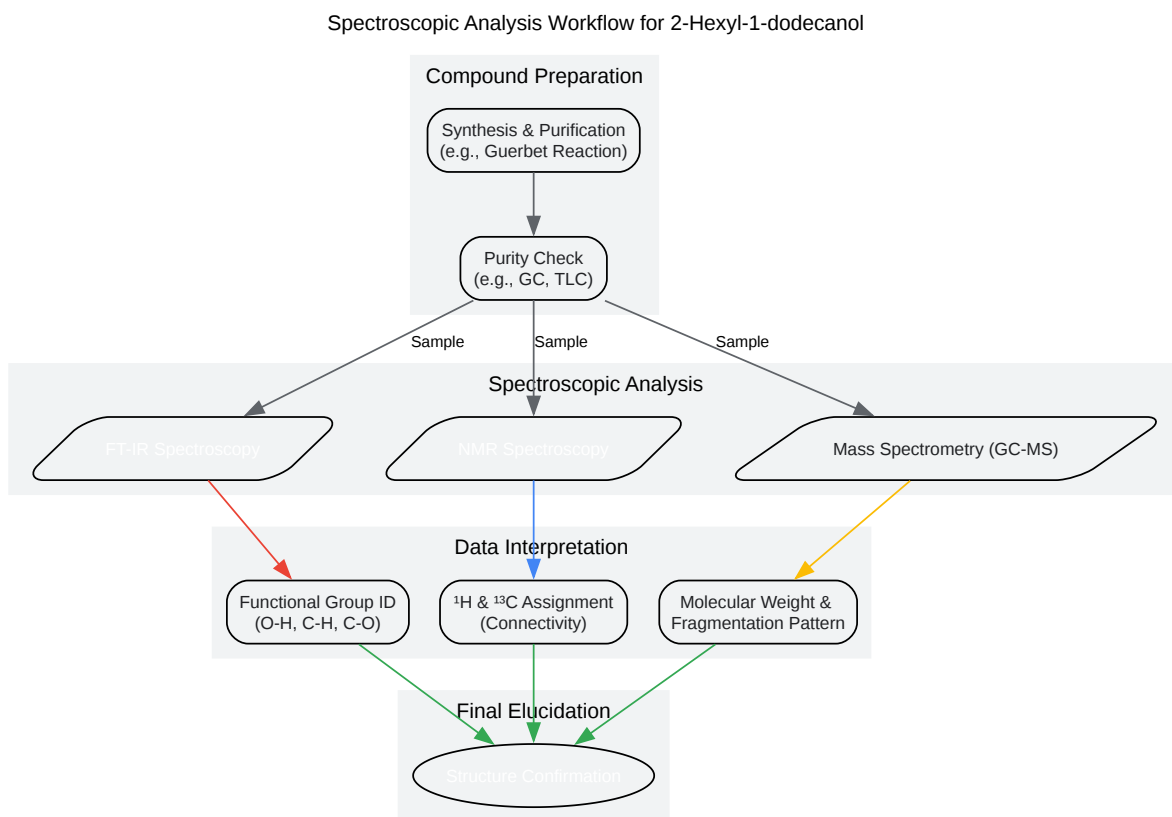 Spectroscopic Analysis Workflow for 2-Hexyl-1-dodecanol
Compound Preparation
Synthesis & Purification
(e.g., Guerbet Reaction)
Purity Check
(e.g., GC, TLC)
Sample
Sample
Sample
Spectroscopic Analysis
FT-IR Spectroscopy
NMR Spectroscopy
Mass Spectrometry (GC-MS)
Data Interpretation
Functional Group ID
(O-H, C-H, C-O)
¹H & ¹³C Assignment
(Connectivity)
Molecular Weight &
Fragmentation Pattern
Final Elucidation
Structure Confirmation